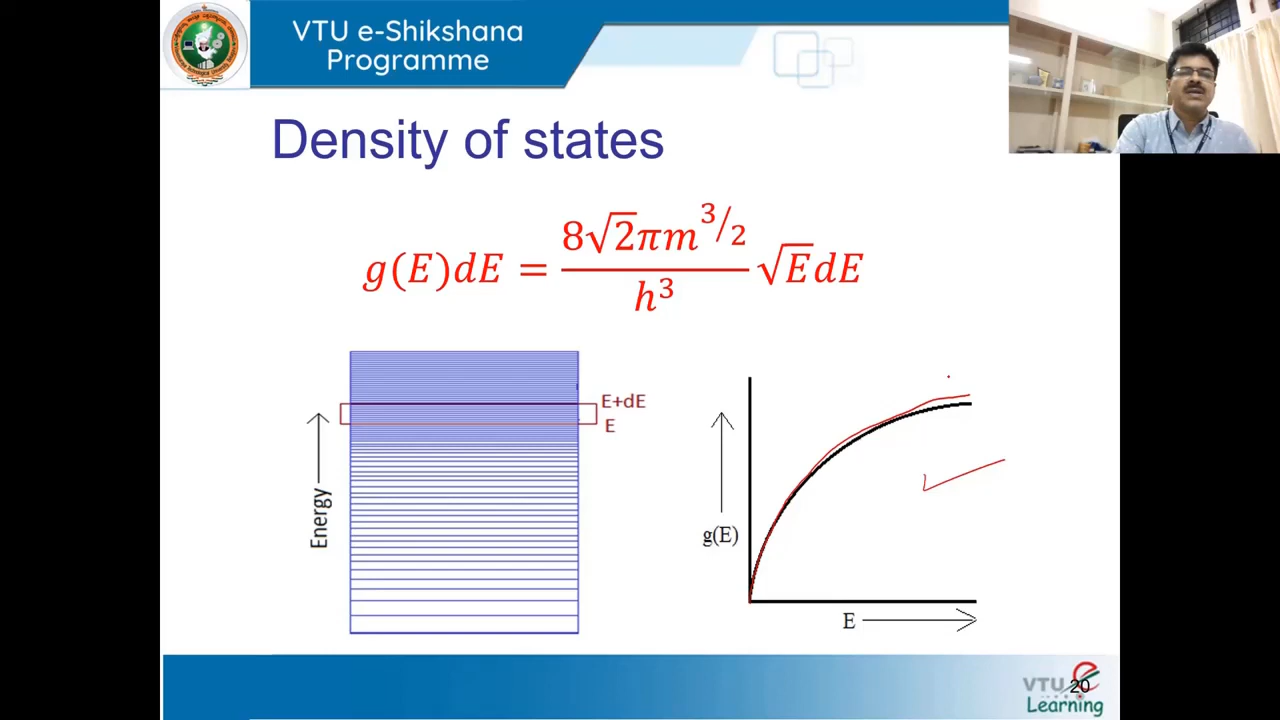 VTU e-Shikshana
Programme
Density of states
g(E)dE = 8√2πm^3/2 / h^3 √E dE
E+dE
E
Energy
g(E)
E
20
VTU e
Learning